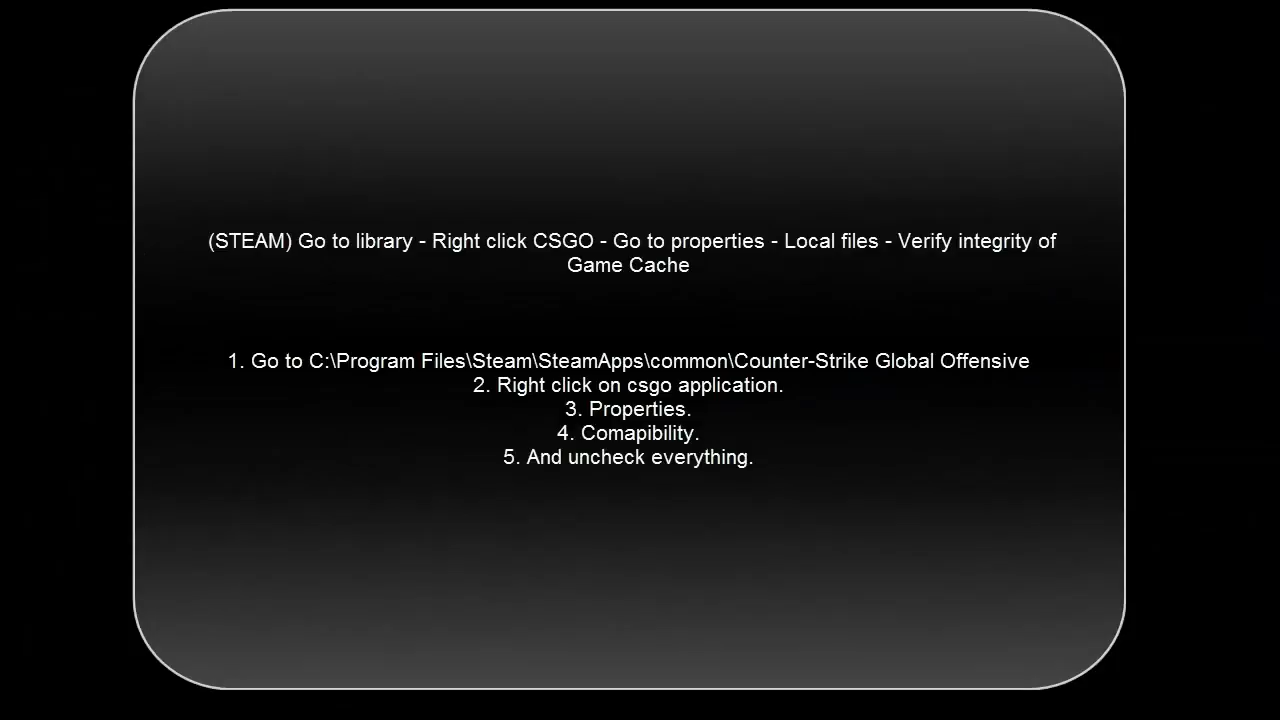 (STEAM) Go to library - Right click CSGO - Go to properties - Local files - Verify integrity of
Game Cache
1. Go to C:\Program Files\Steam\SteamApps\common\Counter-Strike Global Offensive
2. Right click on csgo application.
3. Properties.
4. Comapibility.
5. And uncheck everything.